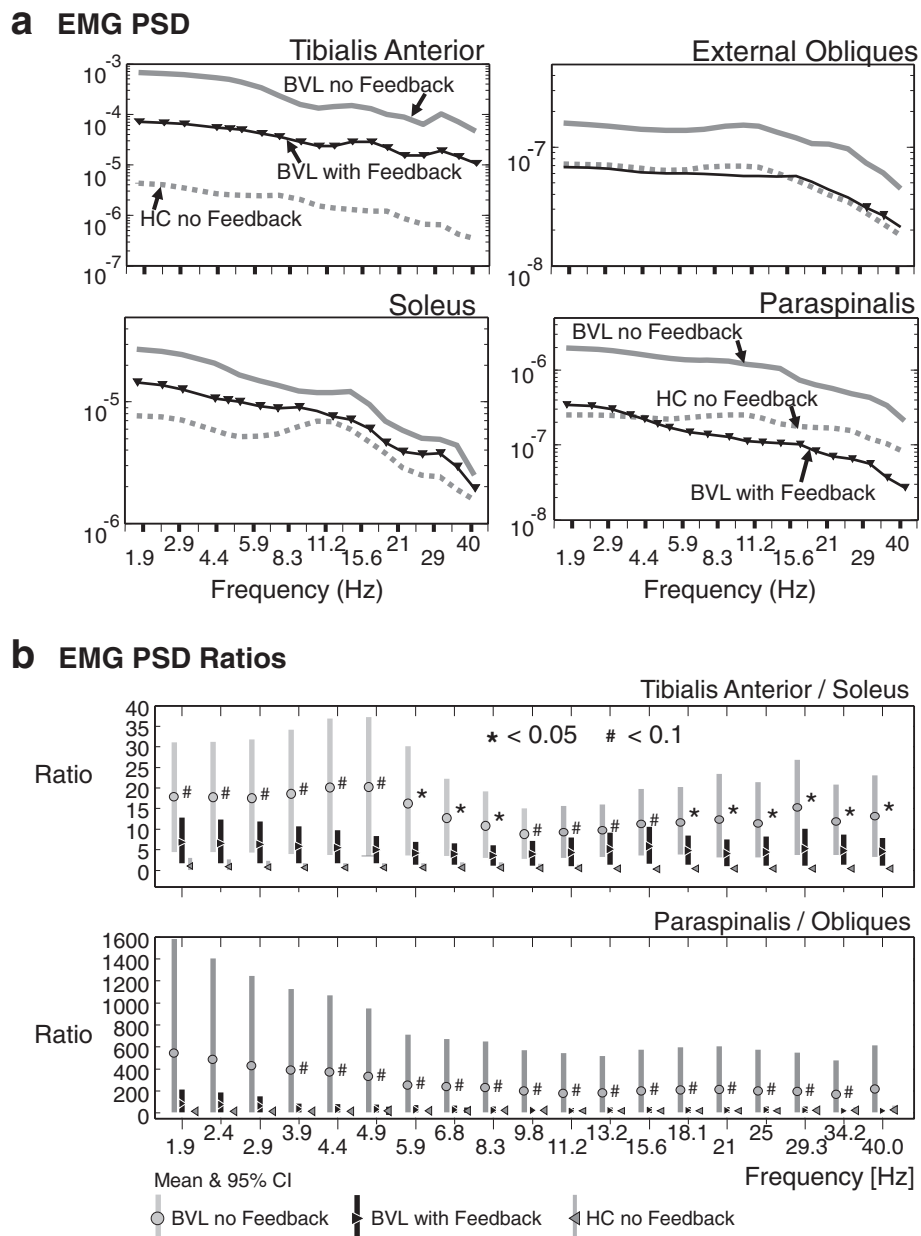 a EMG PSD
Tibialis Anterior
External Obliques
10^-3
10^-4
10^-5
10^-6
10^-7
BVL no Feedback
BVL with Feedback
HC no Feedback
10^-7
10^-8
Soleus
Paraspinalis
10^-5
10^-6
10^-6
10^-7
10^-8
BVL no Feedback
HC no Feedback
BVL with Feedback
1.9 2.9 4.4 5.9 8.3 11.2 15.6 21 29 40
1.9 2.9 4.4 5.9 8.3 11.2 15.6 21 29 40
Frequency (Hz)
Frequency (Hz)
b EMG PSD Ratios
Tibialis Anterior / Soleus
40
35
30
25
20
15
10
5
0
Ratio
* < 0.05 # < 0.1
# # # # # # * * * # # # # * * * * * *
Paraspinalis / Obliques
1600
1400
1200
1000
800
600
400
200
0
Ratio
# # # # # # # # # # # # # # #
1.9 2.4 2.9 3.9 4.4 4.9 5.9 6.8 8.3 9.8 11.2 13.2 15.6 18.1 21 25 29.3 34.2 40.0
Mean & 95% CI
Frequency [Hz]
BVL no Feedback BVL with Feedback HC no Feedback